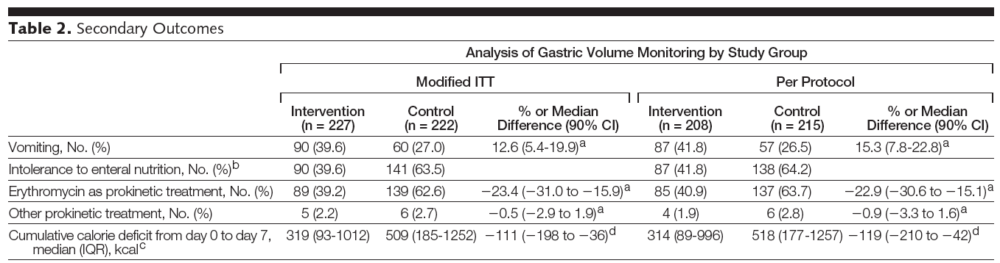 Table 2. Secondary Outcomes
Analysis of Gastric Volume Monitoring by Study Group
Modified ITT Per Protocol
Intervention (n = 227) Control (n = 222) % or Median Difference (90% CI) Intervention (n = 208) Control (n = 215) % or Median Difference (90% CI)
Vomiting, No. (%) 90 (39.6) 60 (27.0) 12.6 (5.4-19.9)a 87 (41.8) 57 (26.5) 15.3 (7.8-22.8)a
Intolerance to enteral nutrition, No. (%)b 90 (39.6) 141 (63.5) 87 (41.8) 138 (64.2)
Erythromycin as prokinetic treatment, No. (%) 89 (39.2) 139 (62.6) −23.4 (−31.0 to −15.9)a 85 (40.9) 137 (63.7) −22.9 (−30.6 to −15.1)a
Other prokinetic treatment, No. (%) 5 (2.2) 6 (2.7) −0.5 (−2.9 to 1.9)a 4 (1.9) 6 (2.8) −0.9 (−3.3 to 1.6)a
Cumulative calorie deficit from day 0 to day 7, 319 (93-1012) 509 (185-1252) −111 (−198 to −36)d 314 (89-996) 518 (177-1257) −119 (−210 to −42)d
median (IQR), kcalc